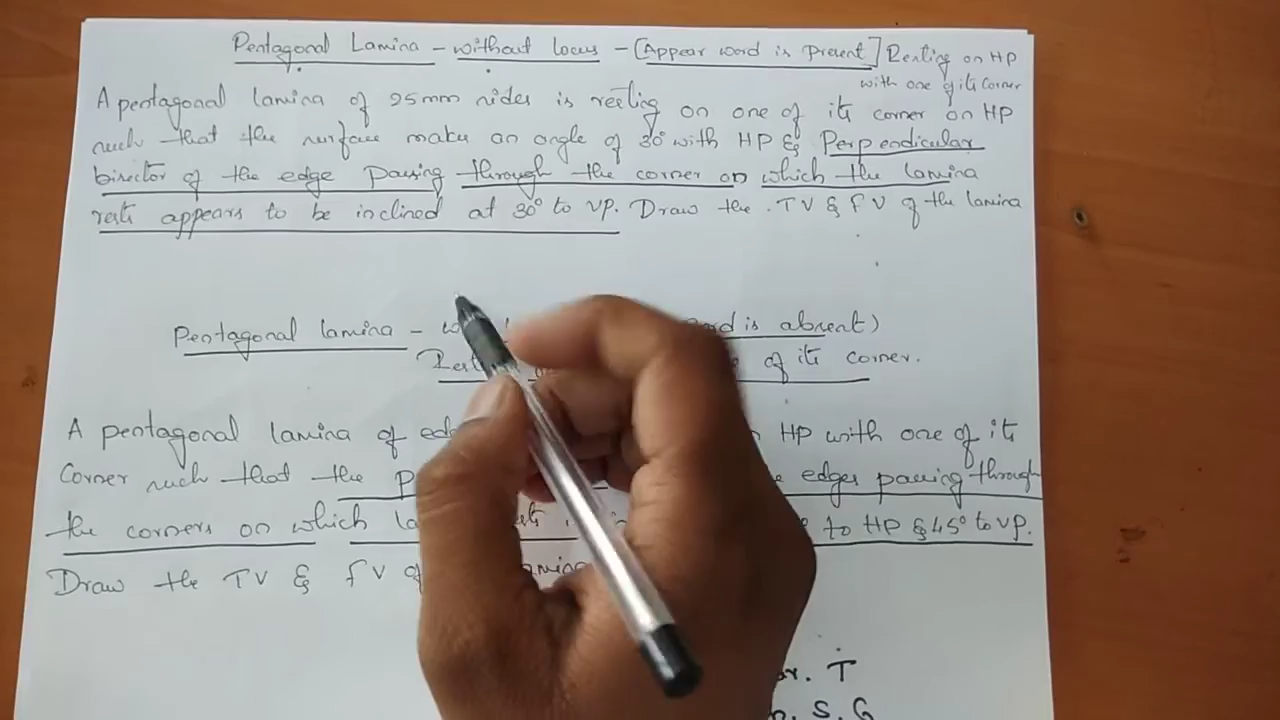 Pentagonal Lamina - without locus - [Appear word is present] Resting on HP
with one of its corner
A pentagonal lamina of 25mm sides is resting on one of its corner on HP
such that the surface makes an angle of 30° with HP & Perpendicular
bisector of the edge passing through the corner on which the lamina
rests appears to be inclined at 30° to VP. Draw the TV & FV of the lamina
Pentagonal lamina - word is absent)
of its corner.
A pentagonal lamina of HP with one of its
Corner such that the edges passing through
the corners on which to HP & 45° to VP.
Draw the TV & FV
T
S. G